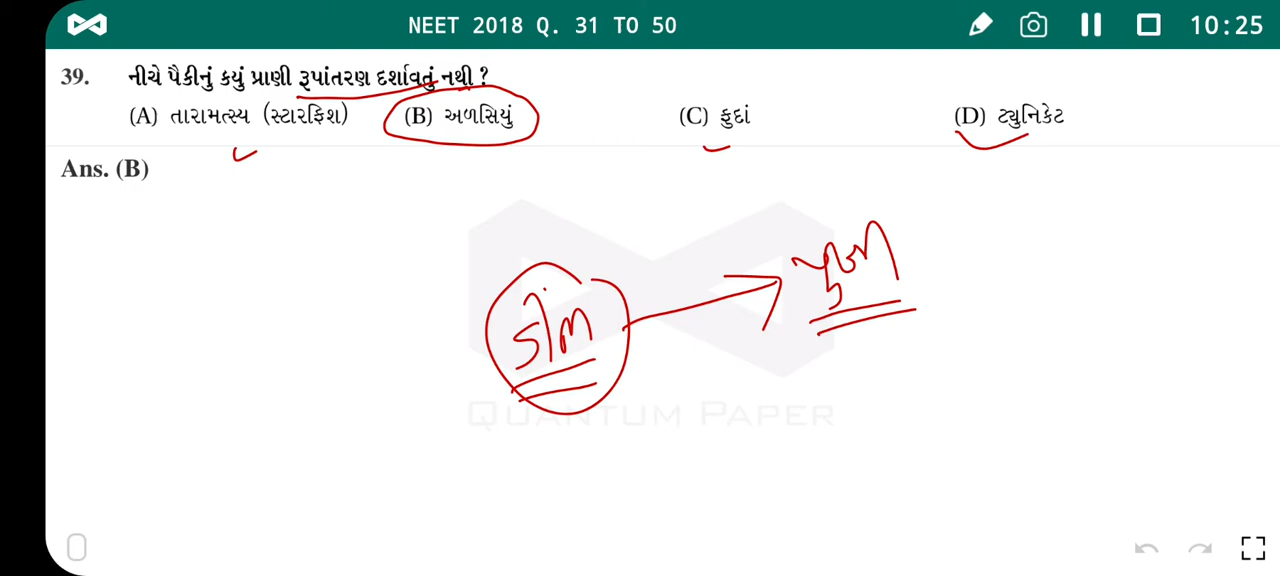 NEET 2018 Q. 31 TO 50
10:25
39. નીચે પૈકીનું કયું પ્રાણી રૂપાંતરણ દર્શાવતું નથી ?
(A) તારામત્સ્ય (સ્ટારફિશ) (B) અળસિયું (C) ફુદાં (D) ટ્યુનિકેટ
Ans. (B)
ડીંભ
પુખ્ત
QUANTUM PAPER